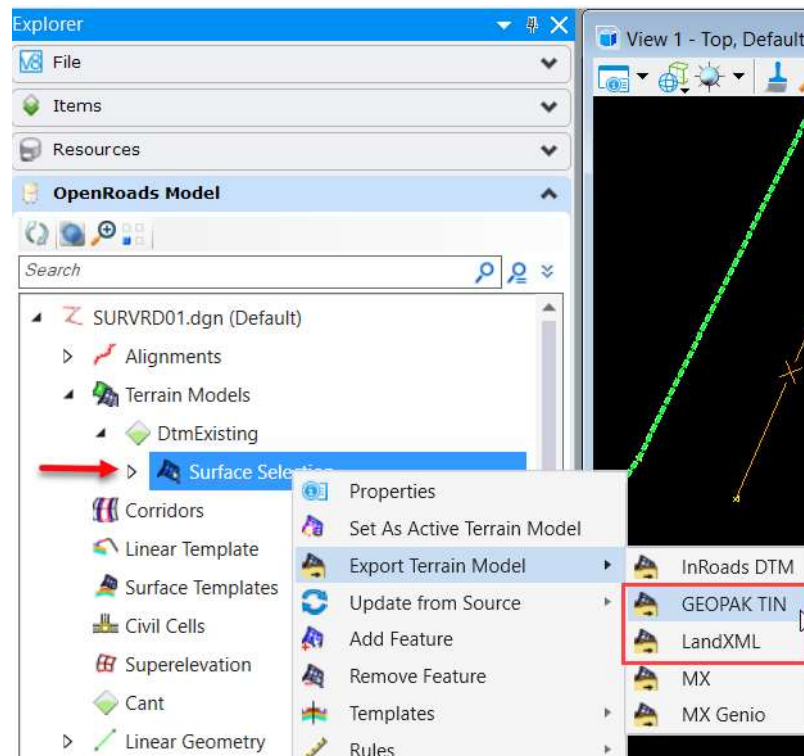 Explorer
View 1 - Top, Default
V8 File
Items
Resources
OpenRoads Model
Search
SURVRD01.dgn (Default)
Alignments
Terrain Models
DtmExisting
Surface Selection
Properties
Corridors
Set As Active Terrain Model
Linear Template
Export Terrain Model
InRoads DTM
Surface Templates
Update from Source
GEOPAK TIN
Civil Cells
Add Feature
LandXML
Superelevation
Remove Feature
MX
Cant
Templates
MX Genio
Linear Geometry
Rules